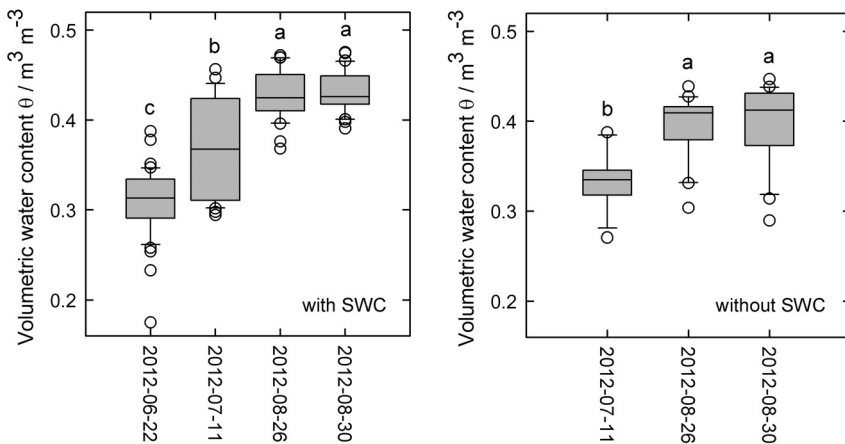 Volumetric water content θ / m³ m⁻³
0.5
0.4
0.3
0.2
c
b
a
a
with SWC
2012-06-22
2012-07-11
2012-08-26
2012-08-30
Volumetric water content θ / m³ m⁻³
0.5
0.4
0.3
0.2
b
a
a
without SWC
2012-07-11
2012-08-26
2012-08-30